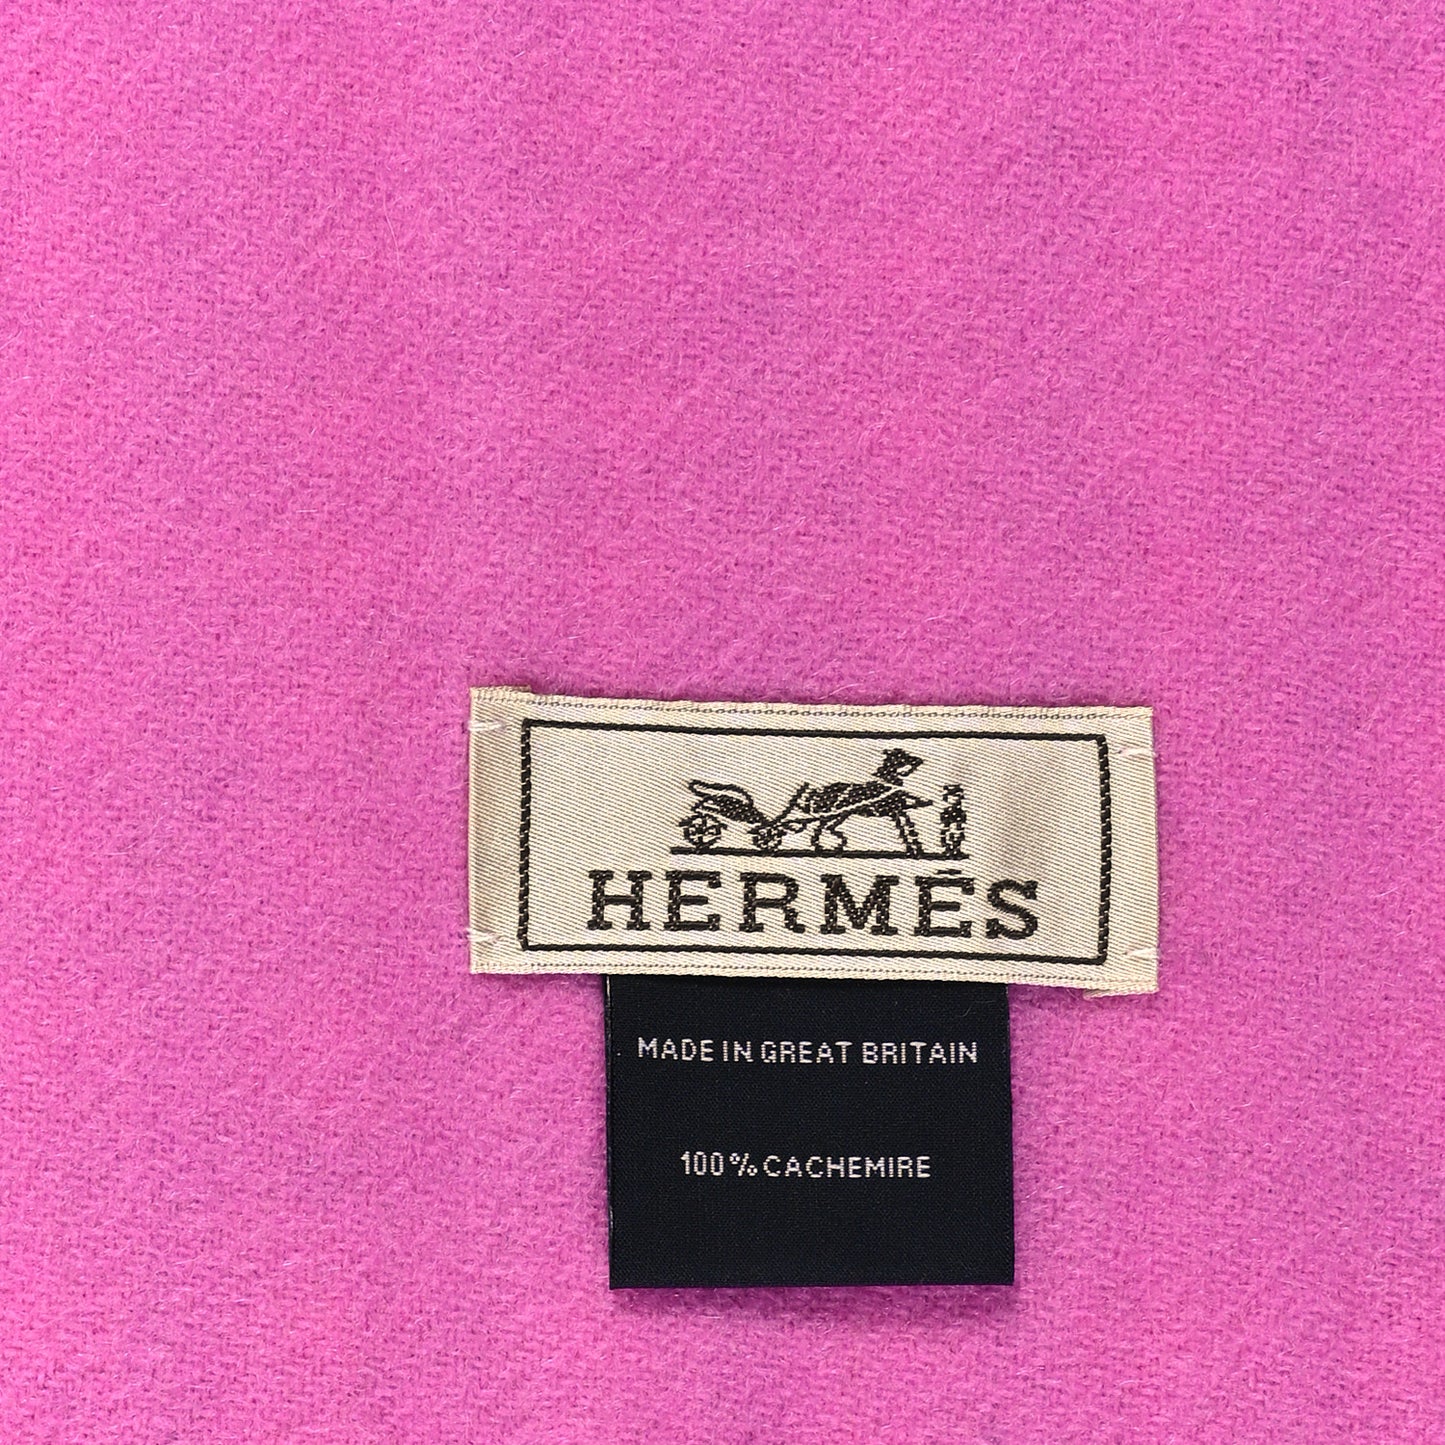 HERMÈS
MADE IN GREAT BRITAIN
100% CACHEMIRE